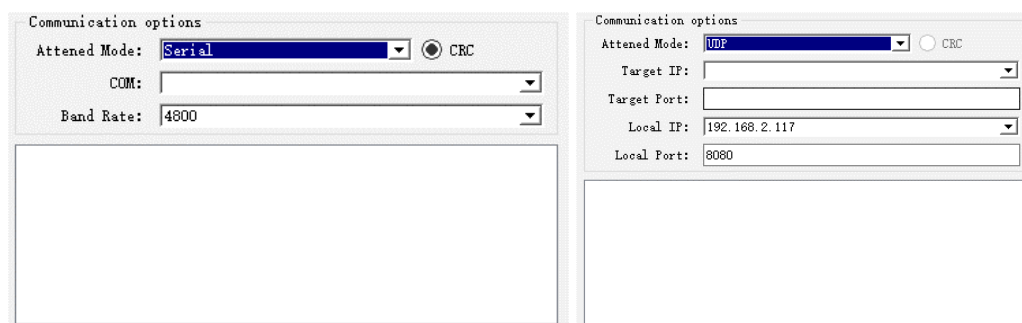 Communication options
Attened Mode: Serial CRC
COM:
Band Rate: 4800
Communication options
Attened Mode: UDP CRC
Target IP:
Target Port:
Local IP: 192.168.2.117
Local Port: 8080